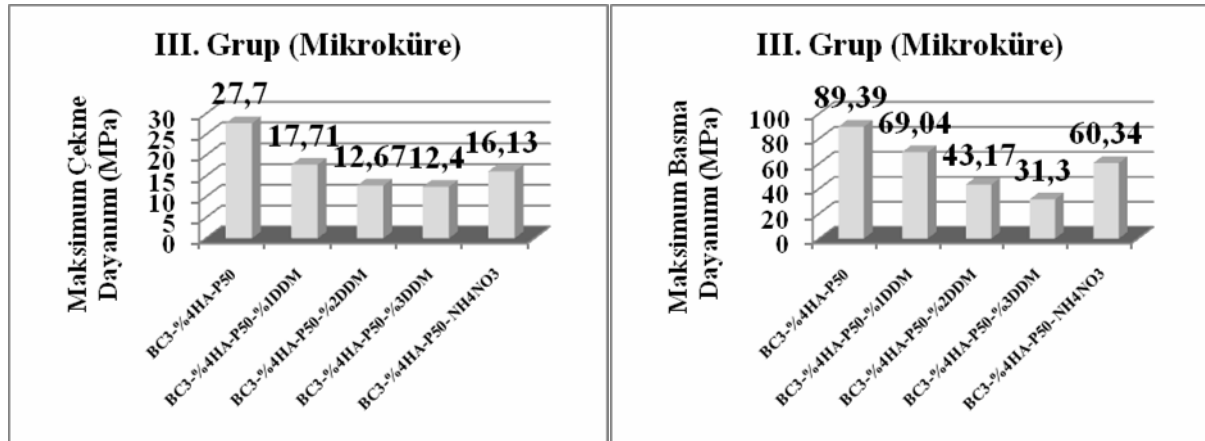 III. Grup (Mikroküre)
Maksimum Çekme
Dayanımı (MPa)
30
25
20
15
10
5
0
27,7
17,71
12,67
12,4
16,13
BC3-%4HA-P50
BC3-%4HA-P50-%1DDM
BC3-%4HA-P50-%2DDM
BC3-%4HA-P50-%3DDM
BC3-%4HA-P50- NH4NO3
III. Grup (Mikroküre)
Maksimum Basma
Dayanımı (MPa)
100
80
60
40
20
0
89,39
69,04
43,17
31,3
60,34
BC3-%4HA-P50
BC3-%4HA-P50-%1DDM
BC3-%4HA-P50-%2DDM
BC3-%4HA-P50-%3DDM
BC3-%4HA-P50- NH4NO3